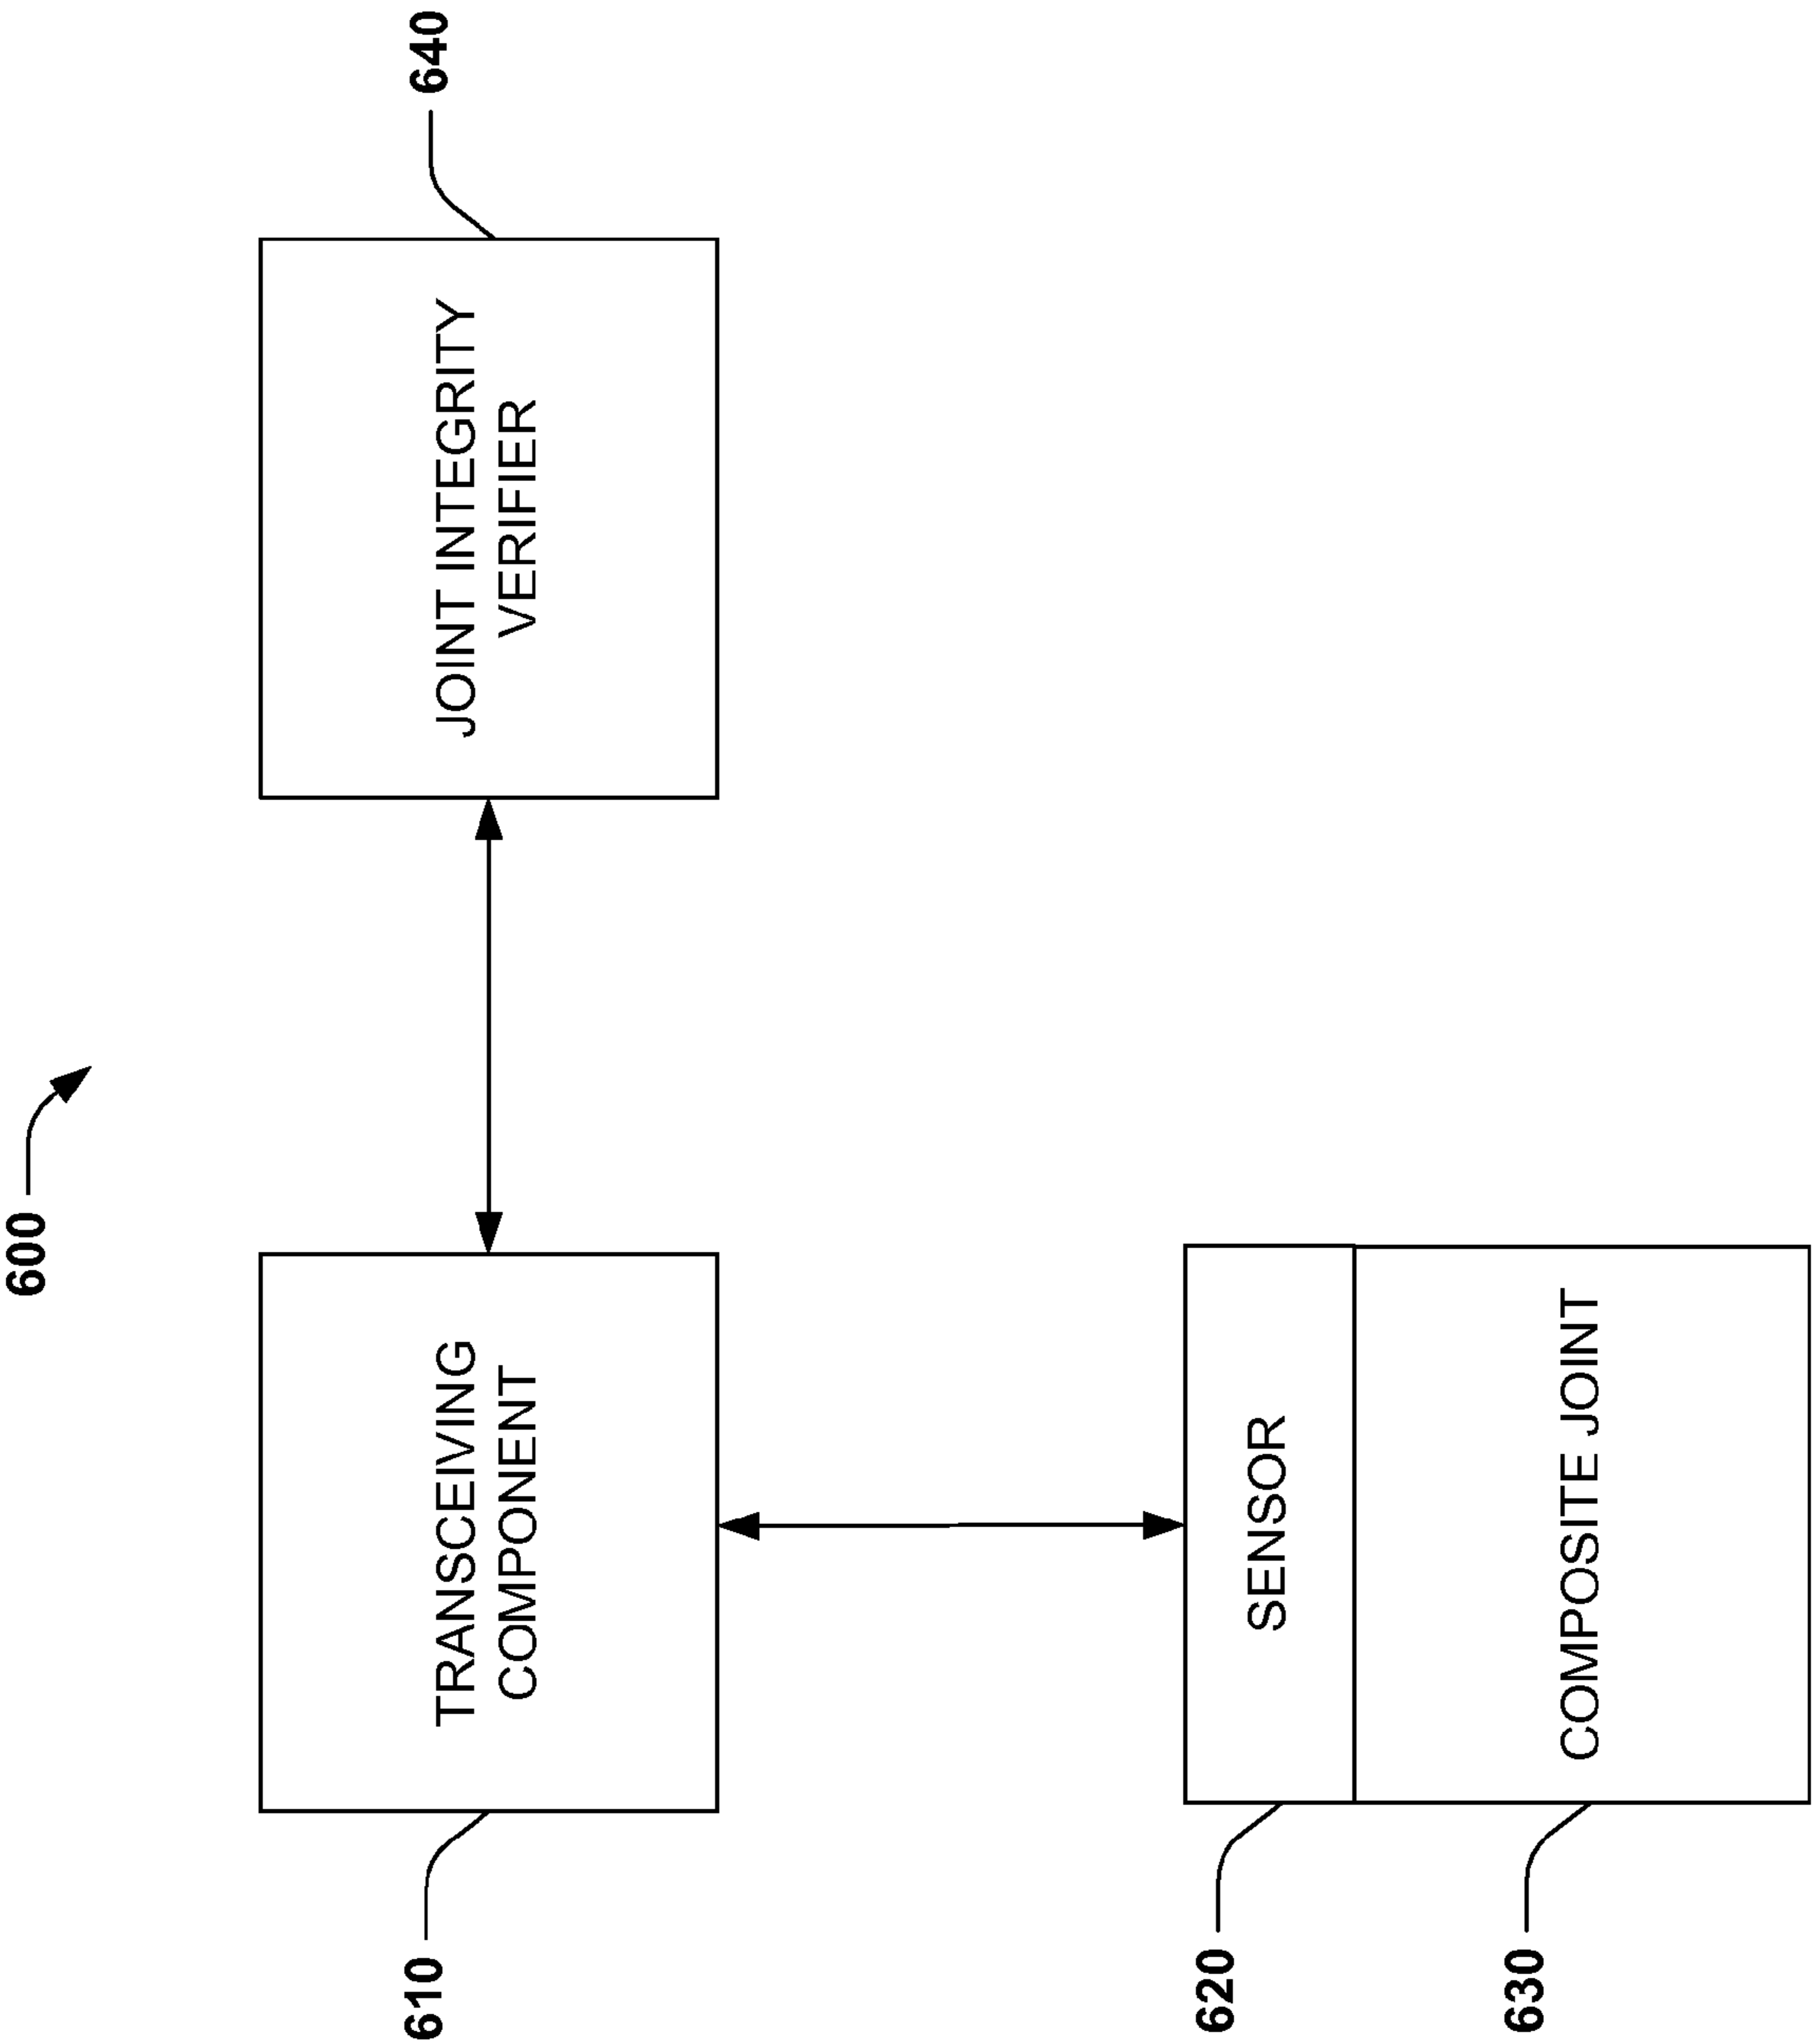 600
TRANSCEIVING
COMPONENT
JOINT INTEGRITY
VERIFIER
610
640
SENSOR
620
COMPOSITE JOINT
630